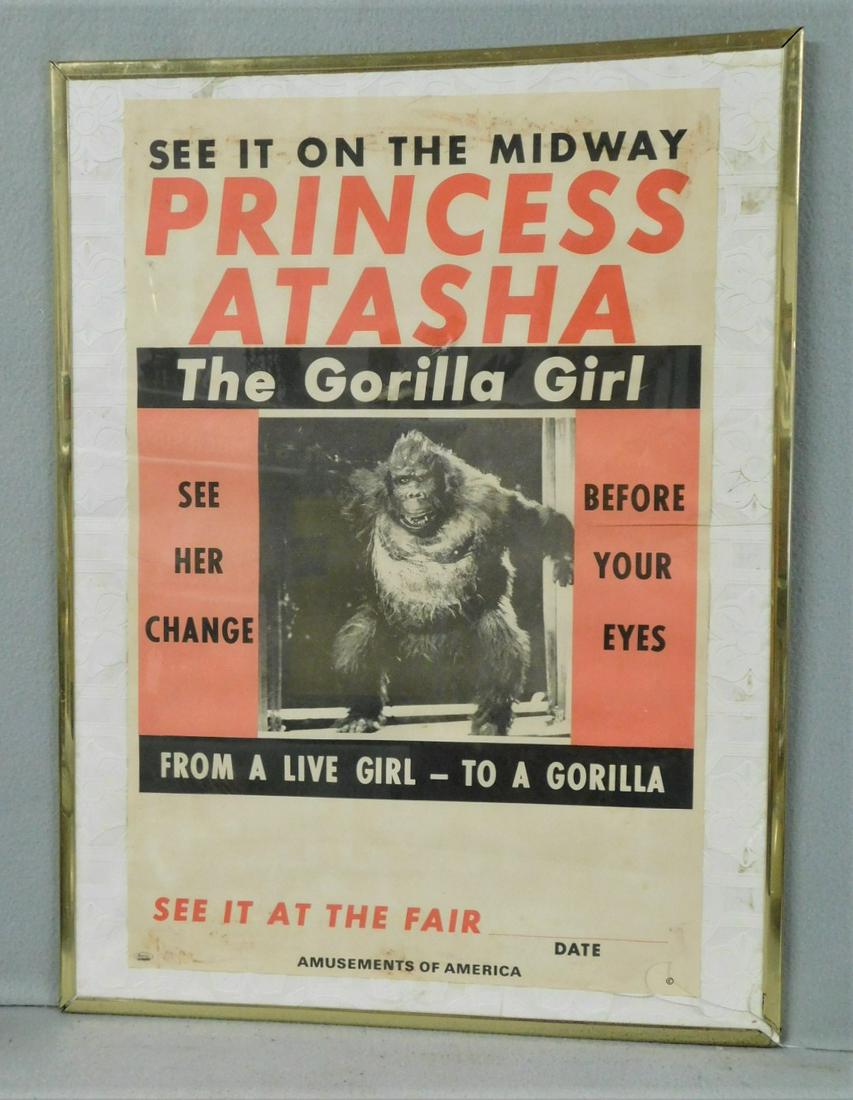 SEE IT ON THE MIDWAY
PRINCESS
ATASHA
The Gorilla Girl
SEE
HER
CHANGE
BEFORE
YOUR
EYES
FROM A LIVE GIRL – TO A GORILLA
SEE IT AT THE FAIR
DATE
AMUSEMENTS OF AMERICA
©